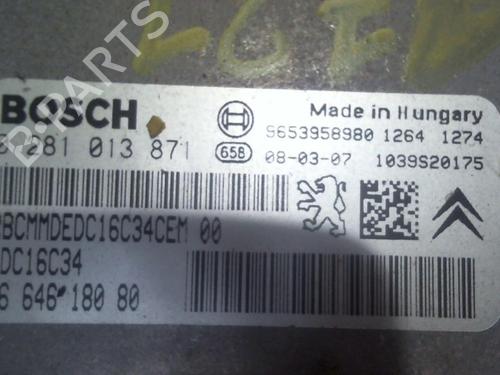 BOSCH
281 013 871
65B
Made in Hungary
9653958980 1264 1274
08-03-07 1039S20175
BCMMDEDC16C34CEM 00
DC16C34
6 646 180 80
B-PARTS